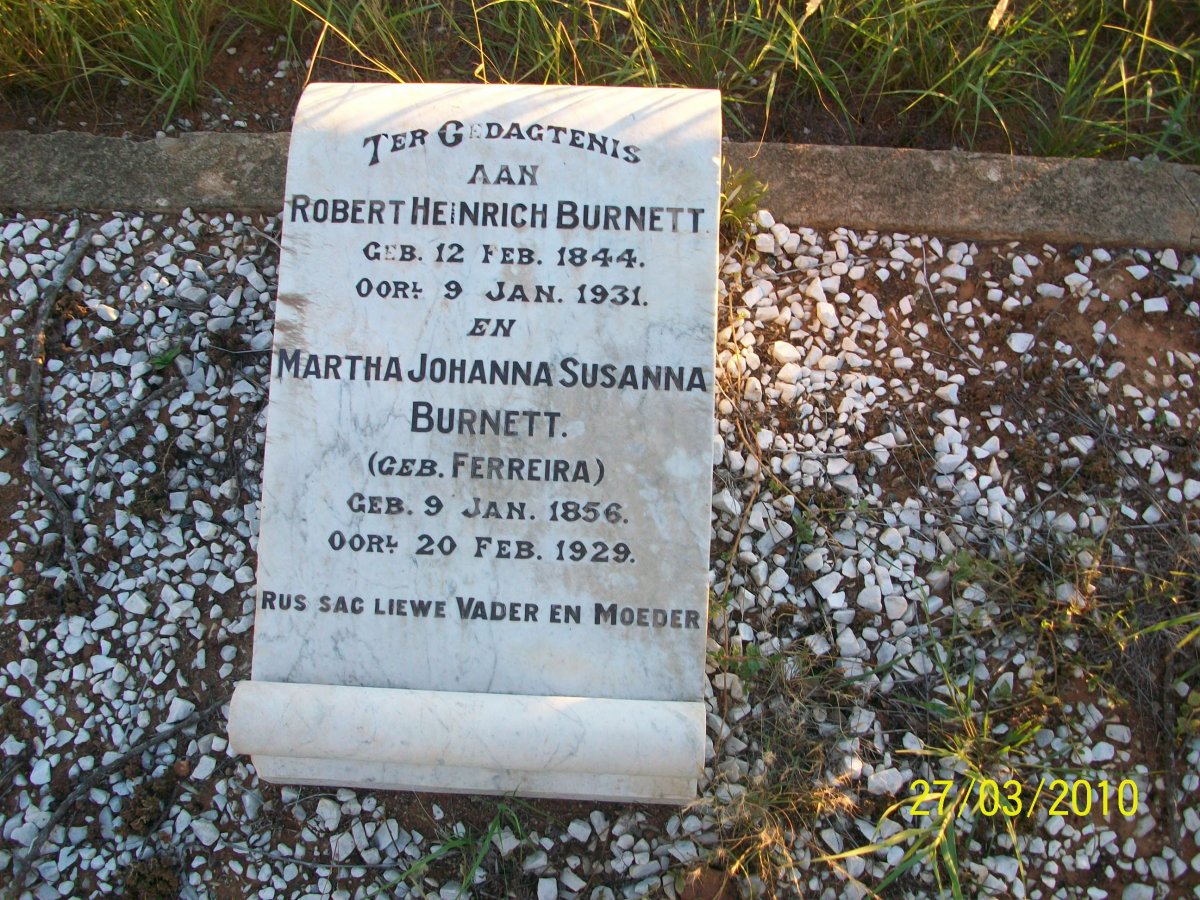 TER GEDAGTENIS
AAN
ROBERT HEINRICH BURNETT
GEB. 12 FEB. 1844.
OORL. 9 JAN. 1931.
EN
MARTHA JOHANNA SUSANNA
BURNETT.
(GEB. FERREIRA)
GEB. 9 JAN. 1856.
OORL. 20 FEB. 1929.
RUS SAG LIEWE VADER EN MOEDER
27/03/2010